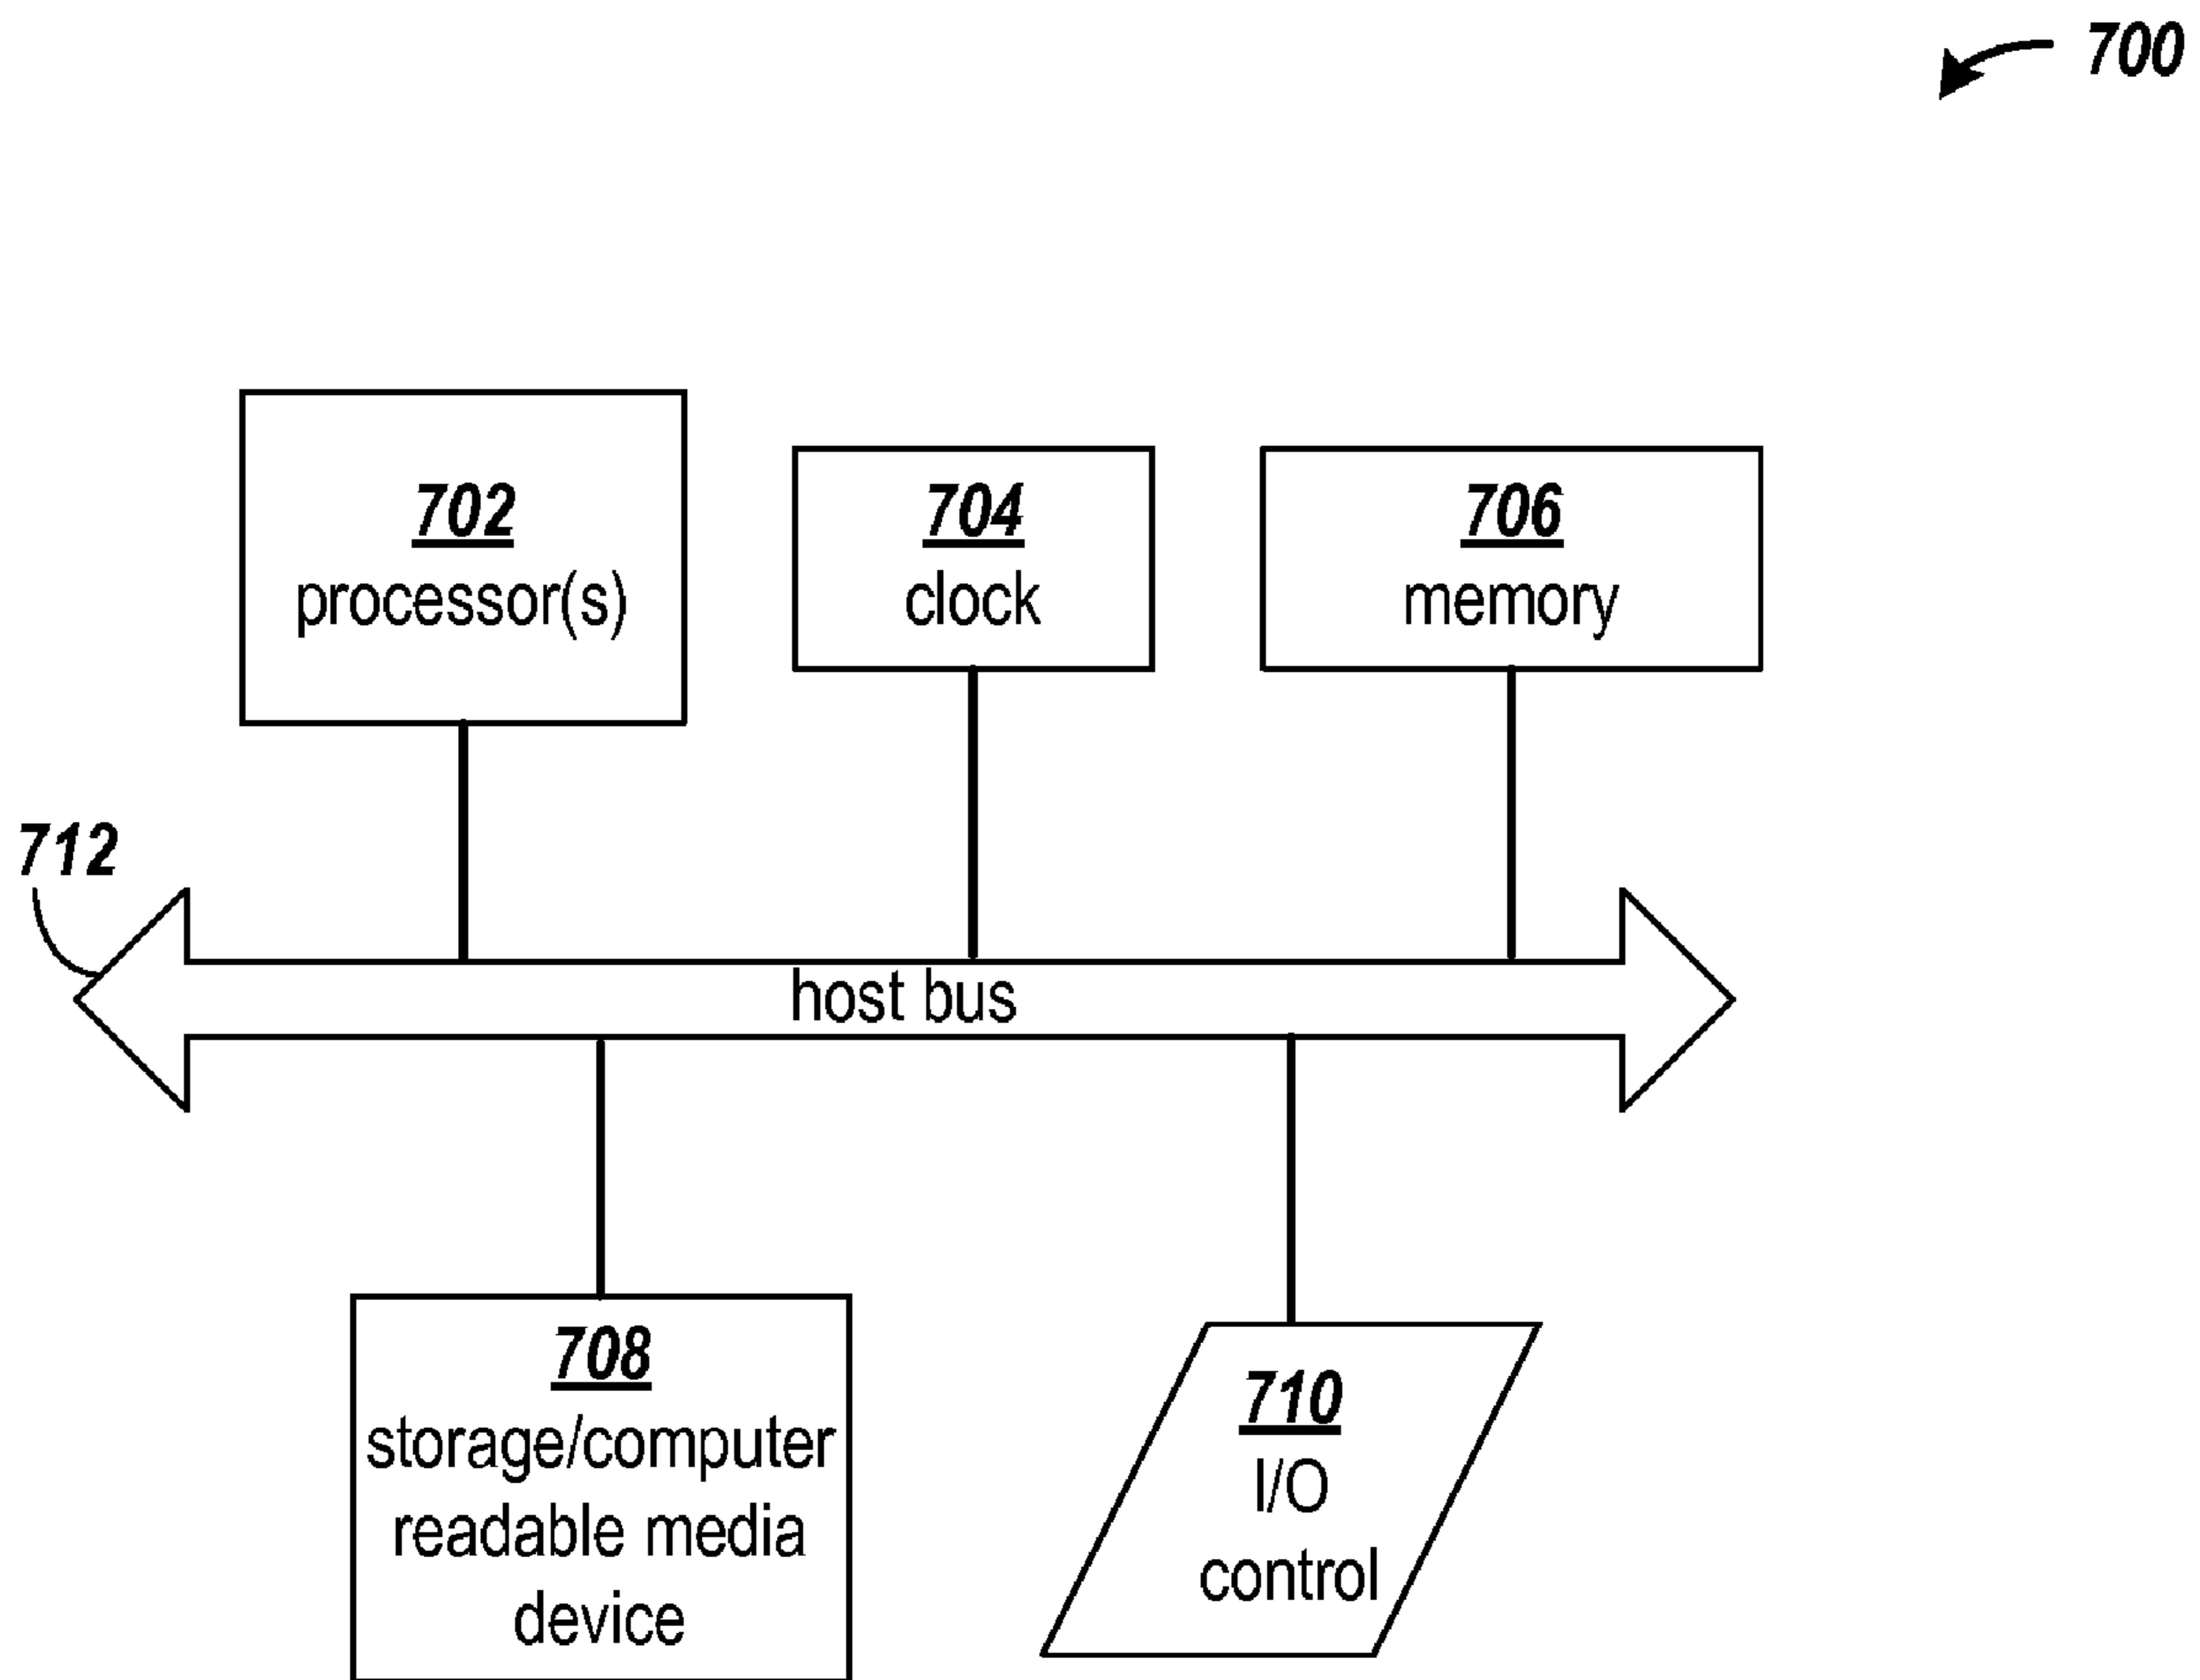 700
702
processor(s)
704
clock
706
memory
712
host bus
708
storage/computer
readable media
device
710
I/O
control